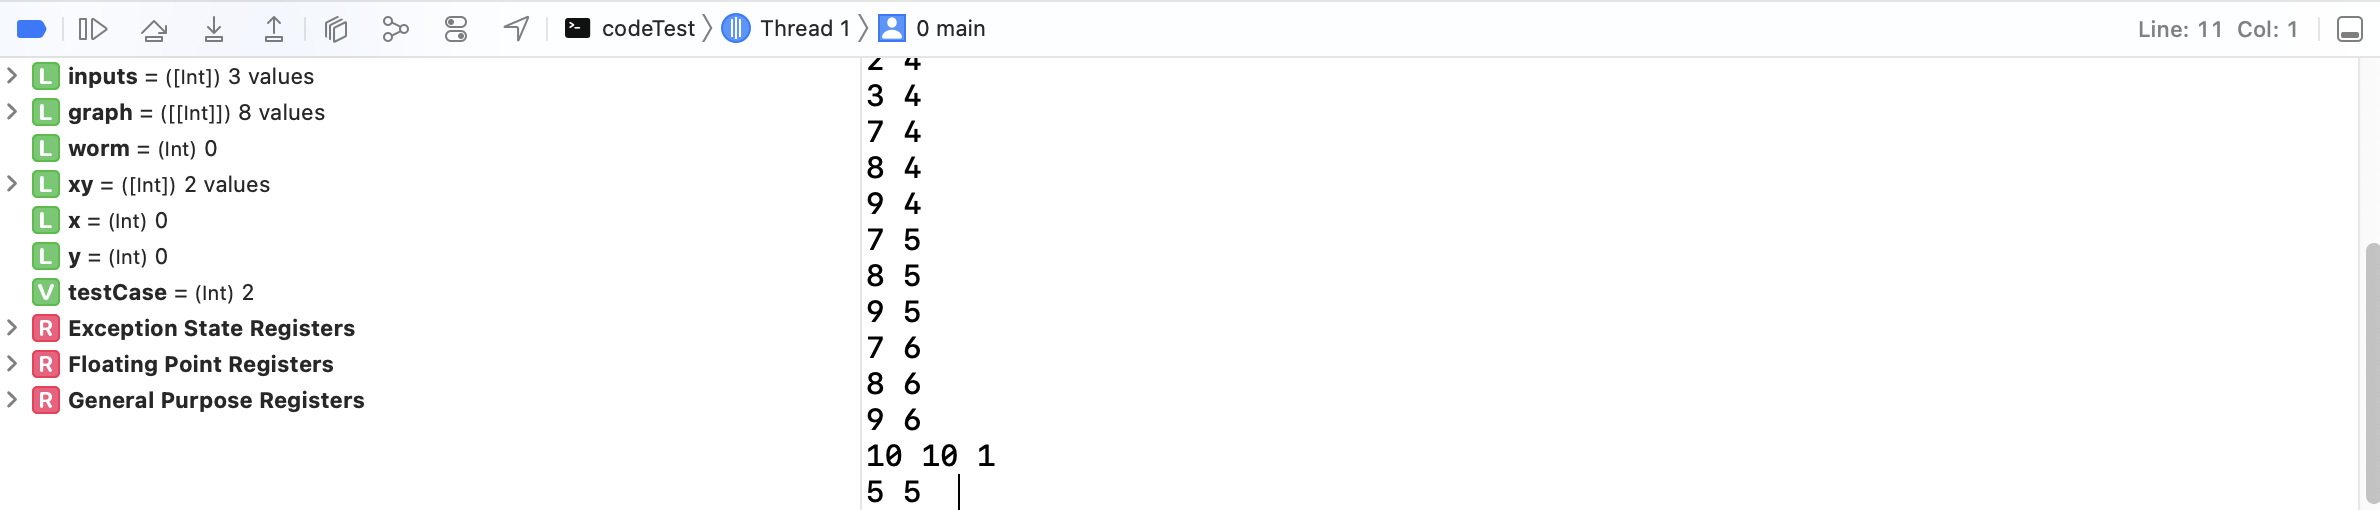 codeTest Thread 1 0 main Line: 11 Col: 1
L inputs = ([Int]) 3 values
L graph = ([[Int]]) 8 values
L worm = (Int) 0
L xy = ([Int]) 2 values
L x = (Int) 0
L y = (Int) 0
V testCase = (Int) 2
R Exception State Registers
R Floating Point Registers
R General Purpose Registers
2 4
3 4
7 4
8 4
9 4
7 5
8 5
9 5
7 6
8 6
9 6
10 10 1
5 5